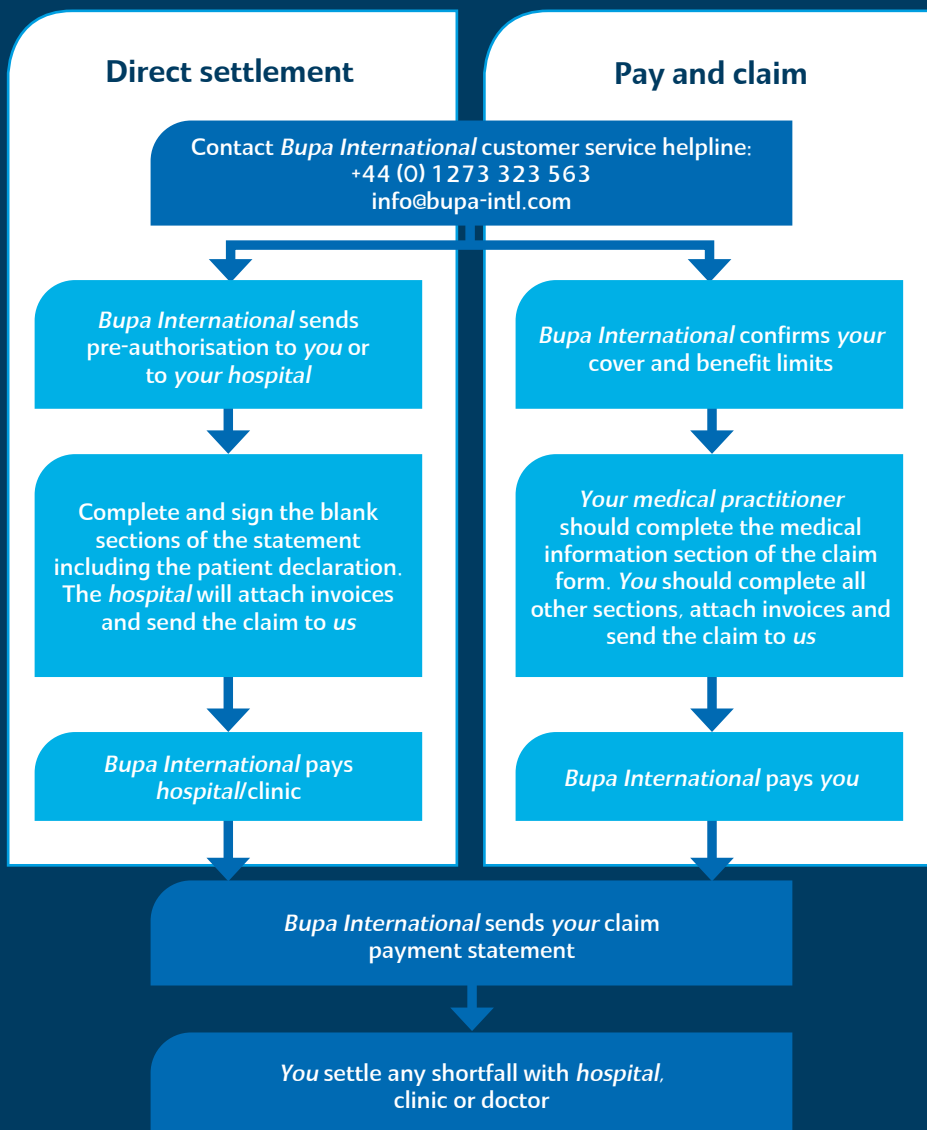 Direct settlement
Pay and claim
Contact Bupa International customer service helpline:
+44 (0) 1273 323 563
info@bupa-intl.com
Bupa International sends
pre-authorisation to you or
to your hospital
Bupa International confirms your
cover and benefit limits
Complete and sign the blank
sections of the statement
including the patient declaration.
The hospital will attach invoices
and send the claim to us
Your medical practitioner
should complete the medical
information section of the claim
form. You should complete all
other sections, attach invoices and
send the claim to us
Bupa International pays
hospital/clinic
Bupa International pays you
Bupa International sends your claim
payment statement
You settle any shortfall with hospital,
clinic or doctor